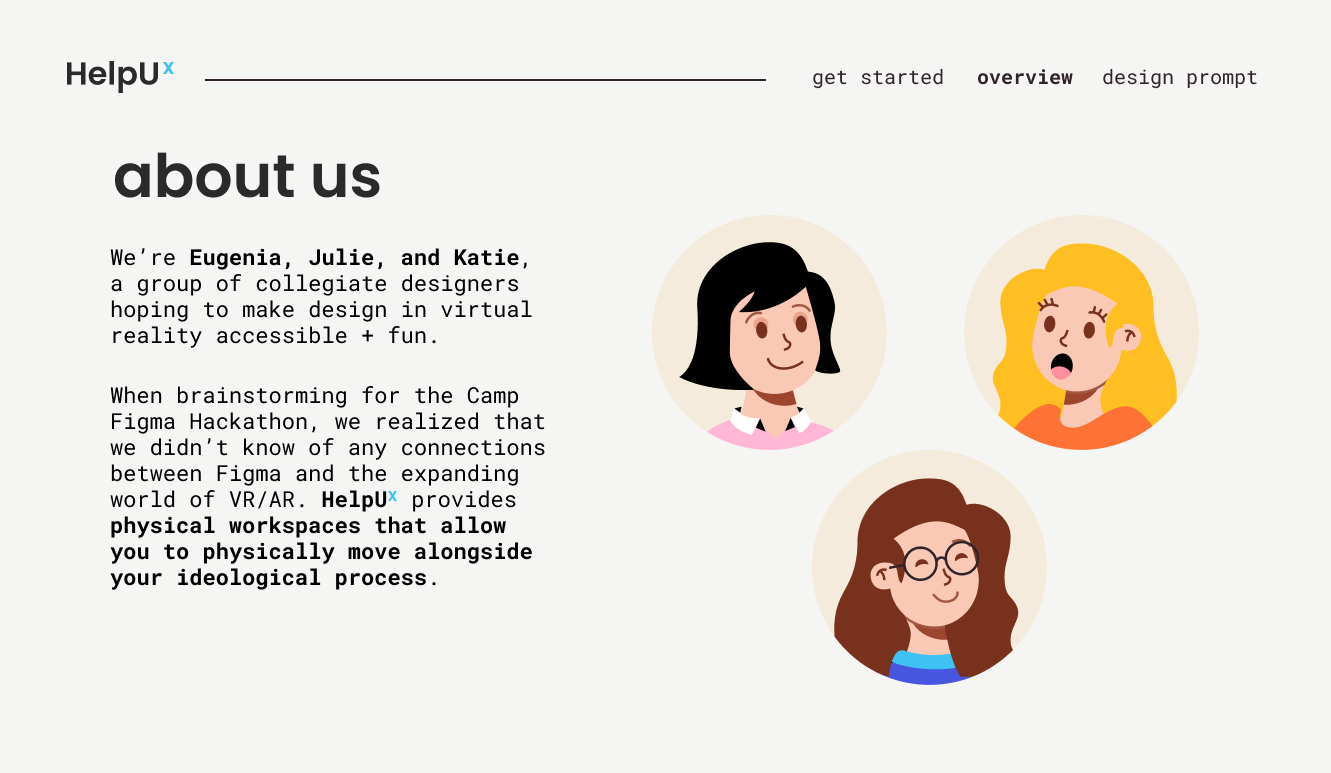 HelpUx
get started overview design prompt
about us
We’re Eugenia, Julie, and Katie,
a group of collegiate designers
hoping to make design in virtual
reality accessible + fun.
When brainstorming for the Camp
Figma Hackathon, we realized that
we didn’t know of any connections
between Figma and the expanding
world of VR/AR. HelpUx provides
physical workspaces that allow
you to physically move alongside
your ideological process.